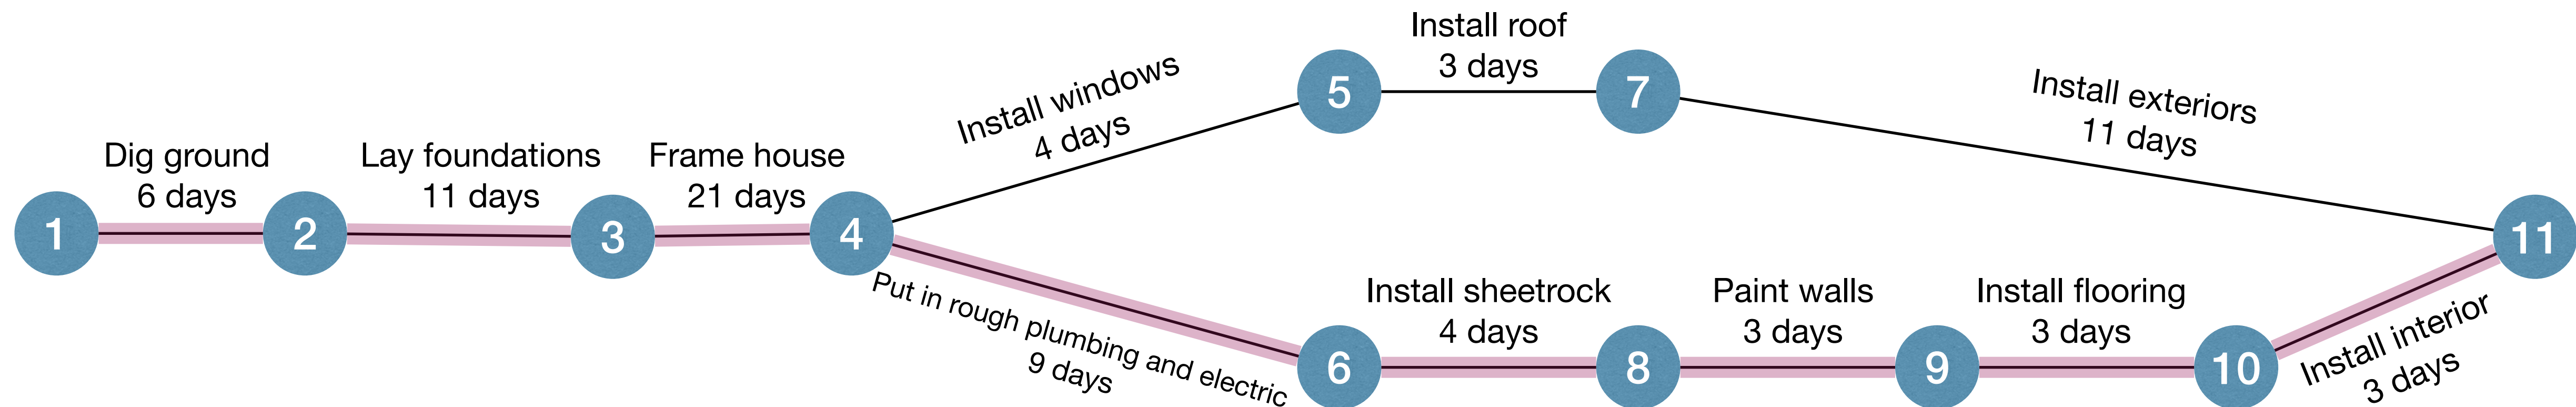 Install roof
3 days
Install windows
4 days
5
7
Install exteriors
11 days
Dig ground
6 days
Lay foundations
11 days
Frame house
21 days
1
2
3
4
11
Put in rough plumbing and electric
9 days
Install sheetrock
4 days
Paint walls
3 days
Install flooring
3 days
Install interior
3 days
6
8
9
10